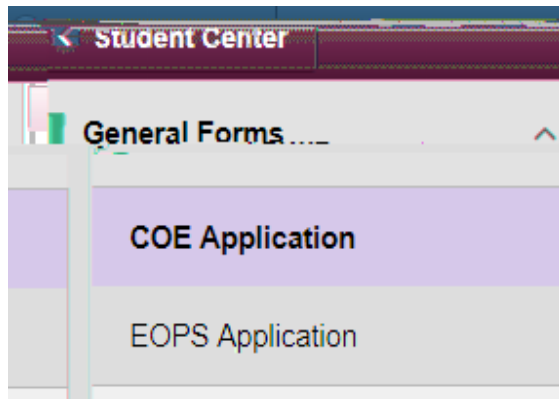 Student Center
General Forms
COE Application
EOPS Application